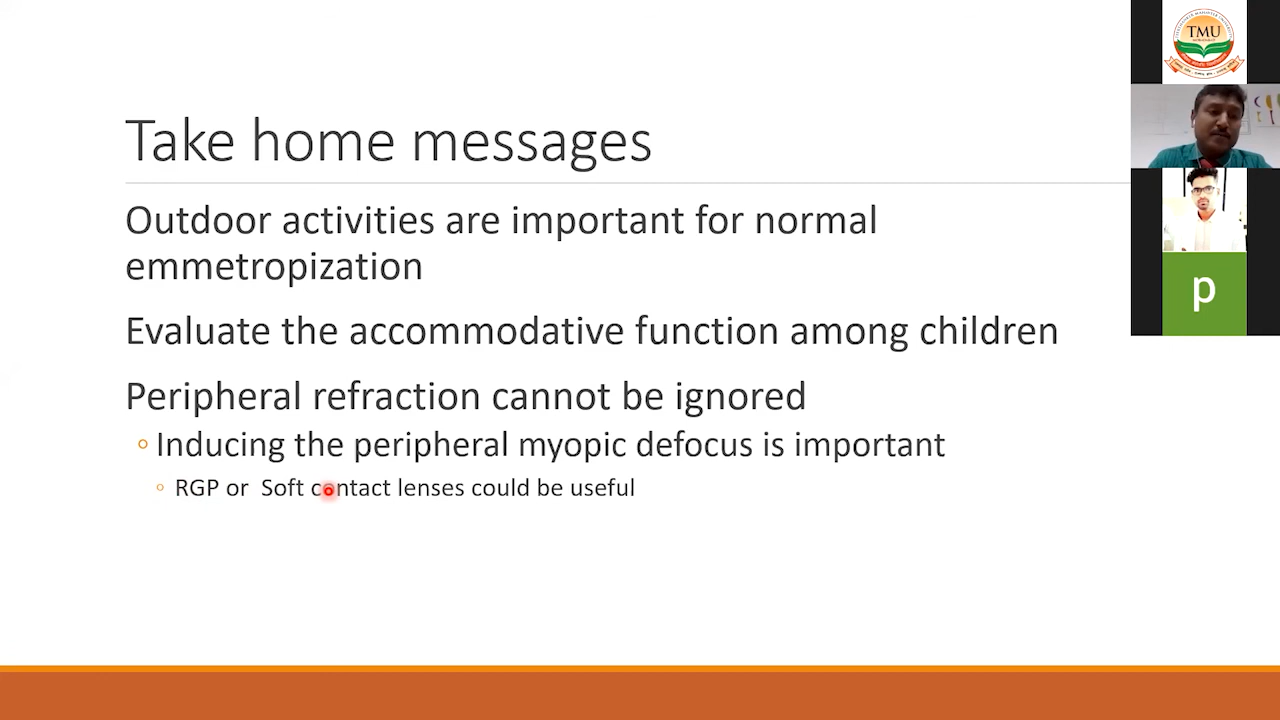 Take home messages
Outdoor activities are important for normal
emmetropization
Evaluate the accommodative function among children
Peripheral refraction cannot be ignored
Inducing the peripheral myopic defocus is important
RGP or Soft contact lenses could be useful
TMU
p